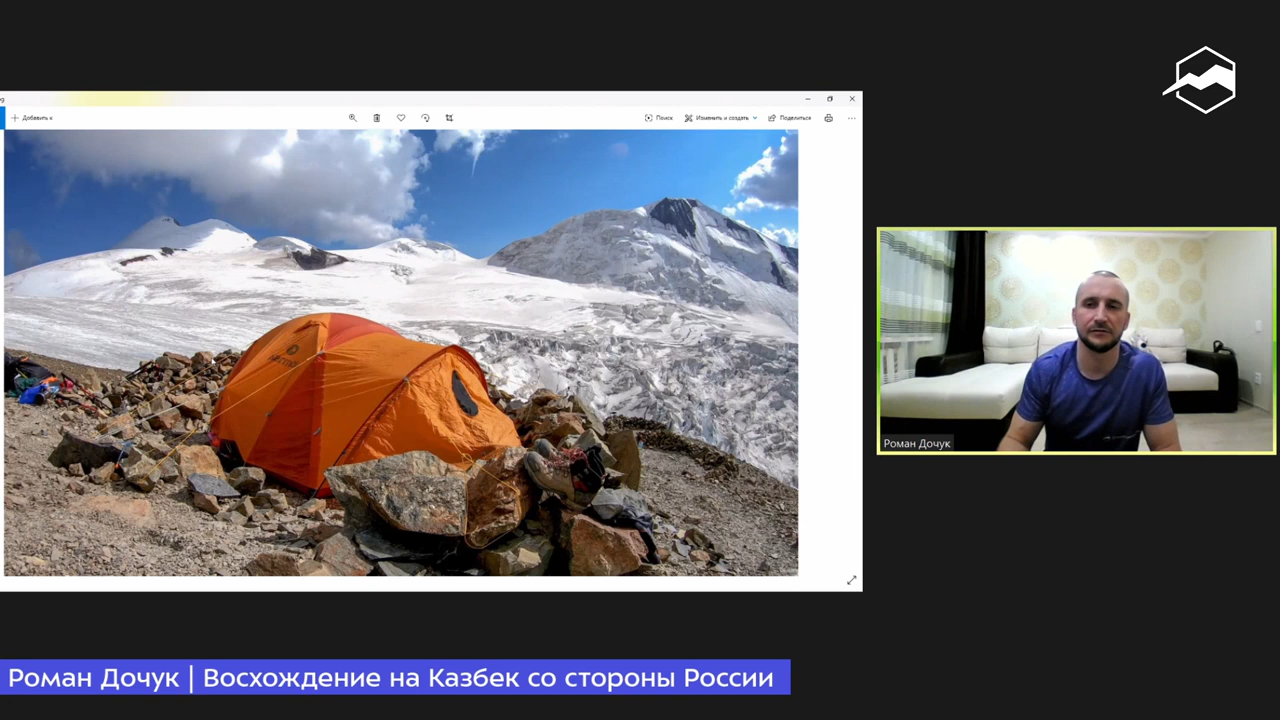 Добавить к
Поиск
Изменить и создать
Поделиться
Роман Дочук
Роман Дочук | Восхождение на Казбек со стороны России